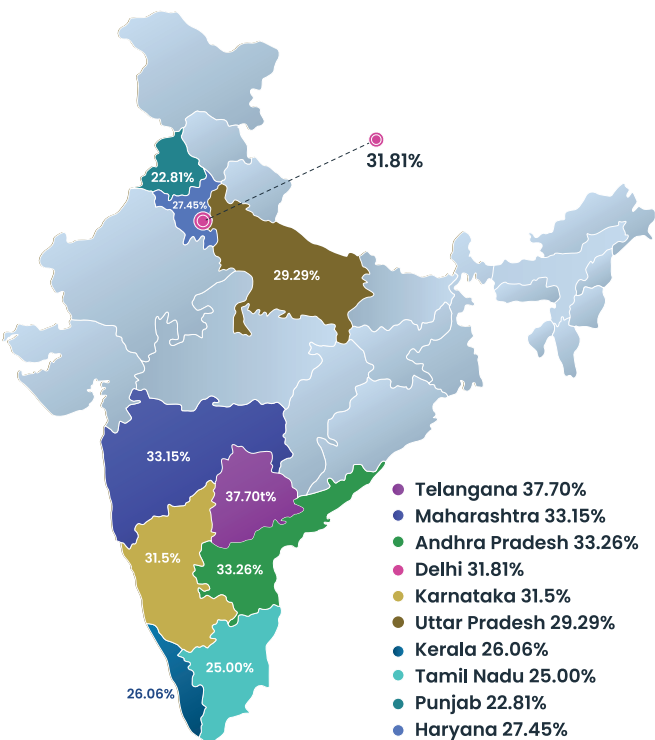 31.81%
22.81%
27.45%
29.29%
33.15%
37.70t%
31.5%
33.26%
25.00%
26.06%
Telangana 37.70%
Maharashtra 33.15%
Andhra Pradesh 33.26%
Delhi 31.81%
Karnataka 31.5%
Uttar Pradesh 29.29%
Kerala 26.06%
Tamil Nadu 25.00%
Punjab 22.81%
Haryana 27.45%